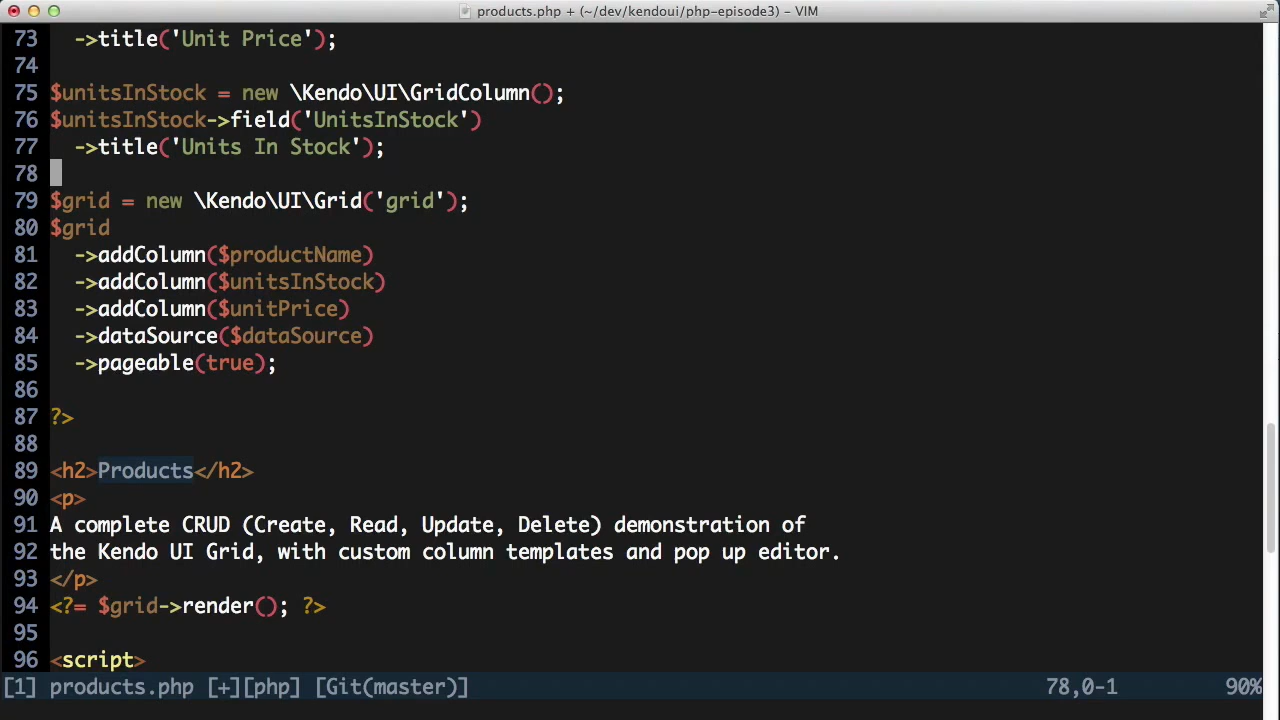 products.php + (~/dev/kendoui/php-episode3) – VIM
73   ->title('Unit Price');
74
75 $unitsInStock = new \Kendo\UI\GridColumn();
76 $unitsInStock->field('UnitsInStock')
77   ->title('Units In Stock');
78
79 $grid = new \Kendo\UI\Grid('grid');
80 $grid
81   ->addColumn($productName)
82   ->addColumn($unitsInStock)
83   ->addColumn($unitPrice)
84   ->dataSource($dataSource)
85   ->pageable(true);
86
87 ?>
88
89 <h2>Products</h2>
90 <p>
91 A complete CRUD (Create, Read, Update, Delete) demonstration of
92 the Kendo UI Grid, with custom column templates and pop up editor.
93 </p>
94 <?= $grid->render(); ?>
95
96 <script>
[1] products.php [+][php] [Git(master)] 78,0-1 90%